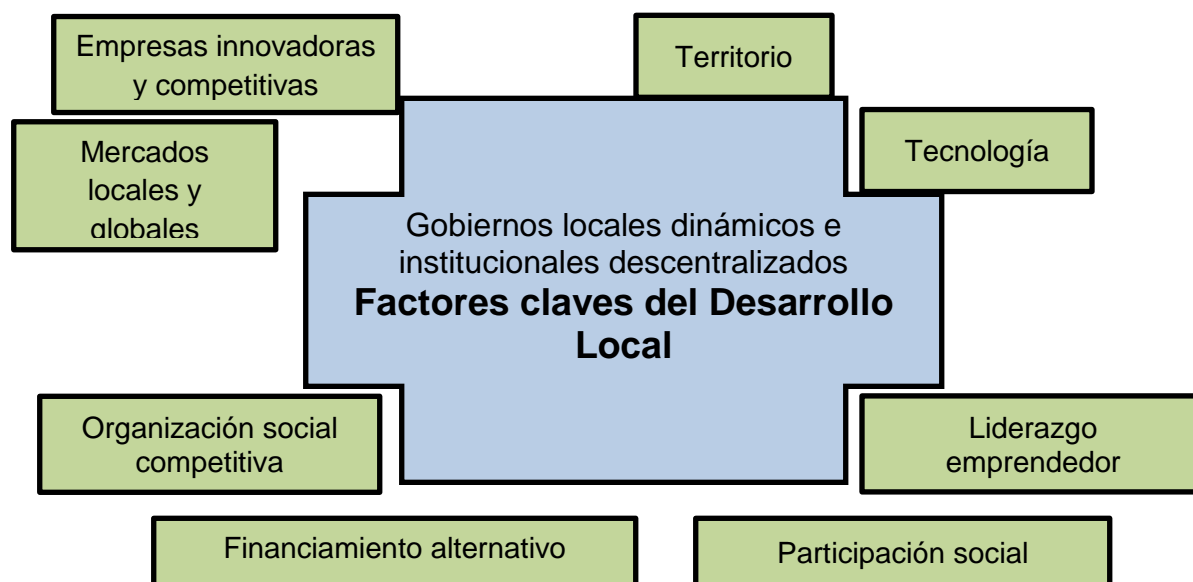 Empresas innovadoras
y competitivas
Territorio
Mercados
locales y
globales
Tecnología
Gobiernos locales dinámicos e
institucionales descentralizados
Factores claves del Desarrollo
Local
Organización social
competitiva
Liderazgo
emprendedor
Financiamiento alternativo
Participación social